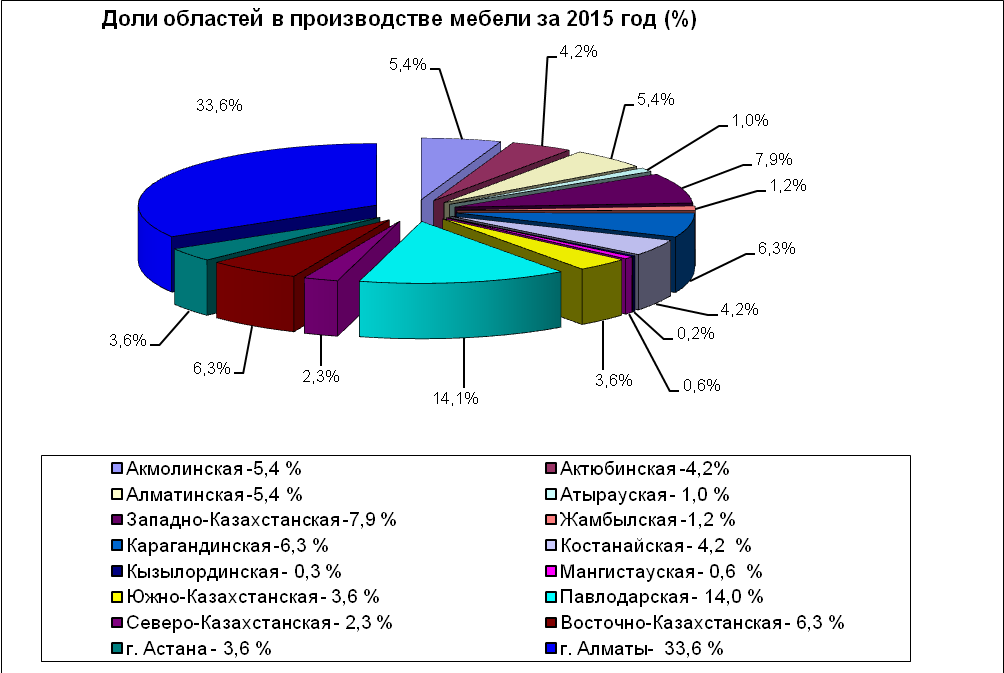 Доли областей в производстве мебели за 2015 год (%)
5,4%
4,2%
5,4%
1,0%
7,9%
1,2%
6,3%
4,2%
0,2%
0,6%
3,6%
14,1%
2,3%
6,3%
3,6%
33,6%
Акмолинская -5,4 %
Актюбинская -4,2%
Алматинская -5,4 %
Атырауская - 1,0 %
Западно-Казахстанская -7,9 %
Жамбылская -1,2 %
Карагандинская -6,3 %
Костанайская - 4,2 %
Кызылординская - 0,3 %
Мангистауская - 0,6 %
Южно-Казахстанская - 3,6 %
Павлодарская - 14,0 %
Северо-Казахстанская - 2,3 %
Восточно-Казахстанская - 6,3 %
г. Астана - 3,6 %
г. Алматы- 33,6 %